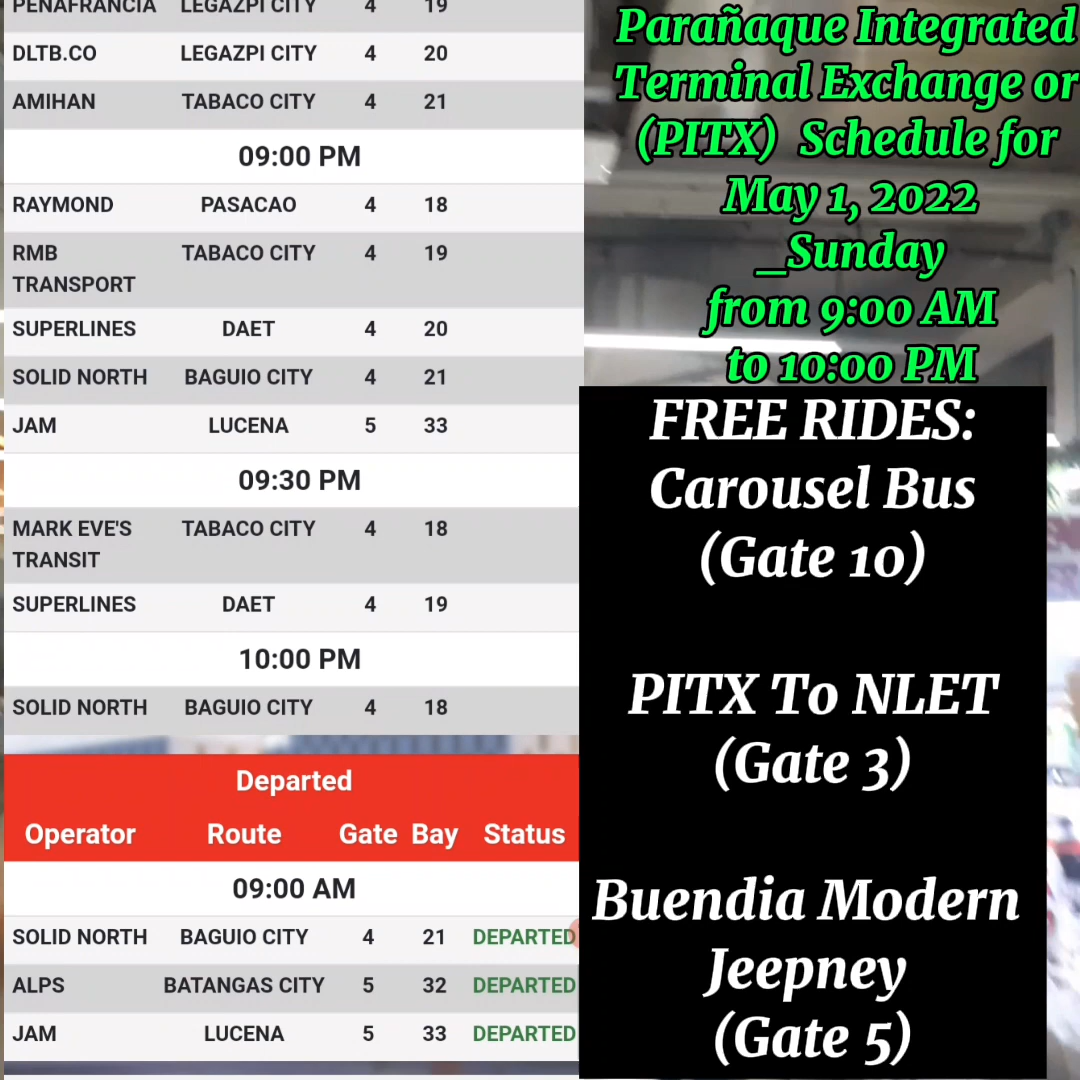 PENAFRANCIA LEGAZPI CITY 4 19
DLTB.CO LEGAZPI CITY 4 20
AMIHAN TABACO CITY 4 21
09:00 PM
RAYMOND PASACAO 4 18
RMB TABACO CITY 4 19
TRANSPORT
SUPERLINES DAET 4 20
SOLID NORTH BAGUIO CITY 4 21
JAM LUCENA 5 33
09:30 PM
MARK EVE'S TABACO CITY 4 18
TRANSIT
SUPERLINES DAET 4 19
10:00 PM
SOLID NORTH BAGUIO CITY 4 18
Departed
Operator Route Gate Bay Status
09:00 AM
SOLID NORTH BAGUIO CITY 4 21 DEPARTED
ALPS BATANGAS CITY 5 32 DEPARTED
JAM LUCENA 5 33 DEPARTED
Parañaque Integrated
Terminal Exchange or
(PITX) Schedule for
May 1, 2022
_Sunday
from 9:00 AM
to 10:00 PM
FREE RIDES:
Carousel Bus
(Gate 10)
PITX To NLET
(Gate 3)
Buendia Modern
Jeepney
(Gate 5)